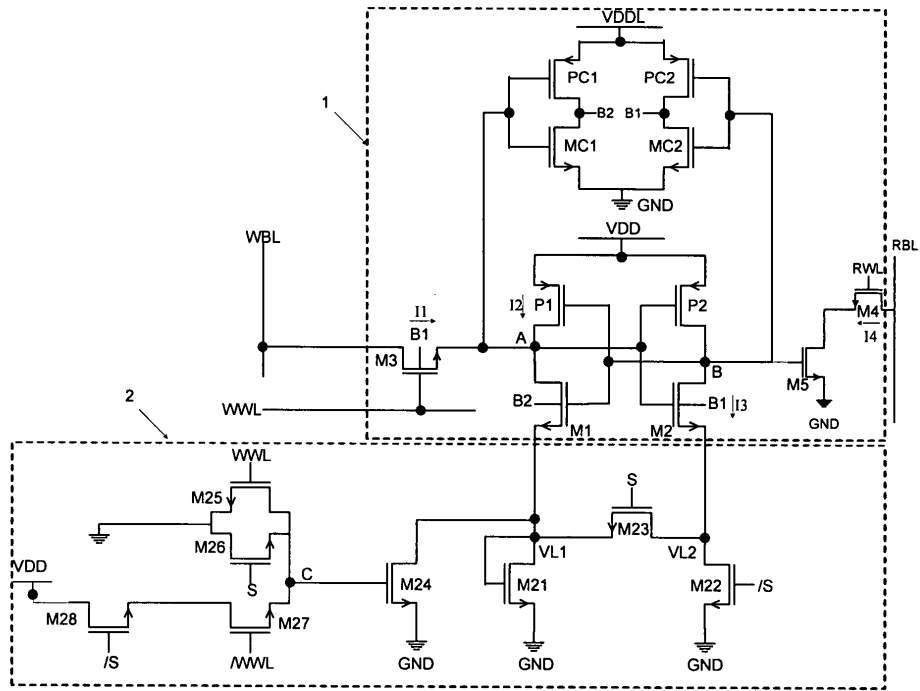 VDDL
PC1
PC2
1
B2
B1
MC1
MC2
GND
WBL
VDD
RBL
RWL
I1
I2
P1
P2
B1
A
M4
I4
M3
B
M5
B2
B1
I3
WWL
M1
M2
GND
2
WWL
M25
S
M26
M23
VL1
VL2
C
S
VDD
M24
M21
M22
/S
M28
M27
/S
/WWL
GND
GND
GND